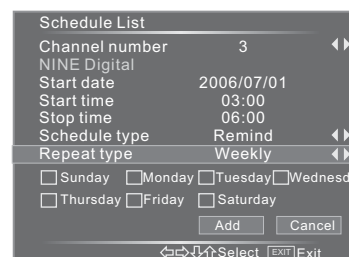 Schedule List
Channel number 3
NINE Digital
Start date 2006/07/01
Start time 03:00
Stop time 06:00
Schedule type Remind
Repeat type Weekly
Sunday Monday Tuesday Wednesd
Thursday Friday Saturday
Add Cancel
Select EXIT Exit